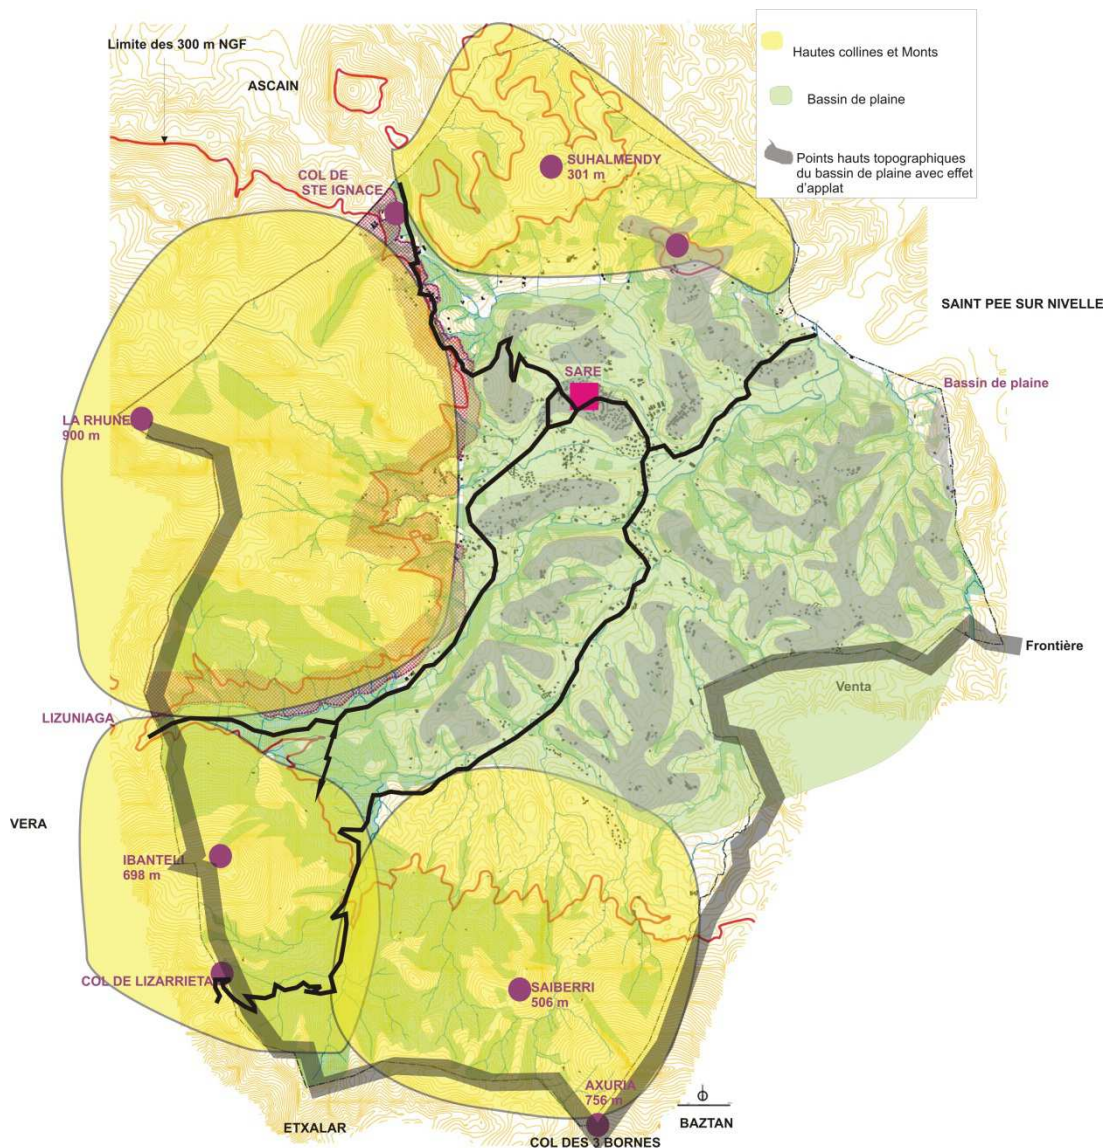 Limite des 300 m NGF
ASCAIN
Hautes collines et Monts
Bassin de plaine
Points hauts topographiques
du bassin de plaine avec effet
d'applat
SUHALMENDY
301 m
COL DE
STE IGNACE
SAINT PEE SUR NIVELLE
SARE
Bassin de plaine
LA RHUNE
900 m
Frontière
Venta
LIZUNIAGA
VERA
IBANTELI
698 m
COL DE LIZARRIETA
SAIBERRI
506 m
AXURIA
756 m
BAZTAN
ETXALAR
COL DES 3 BORNES